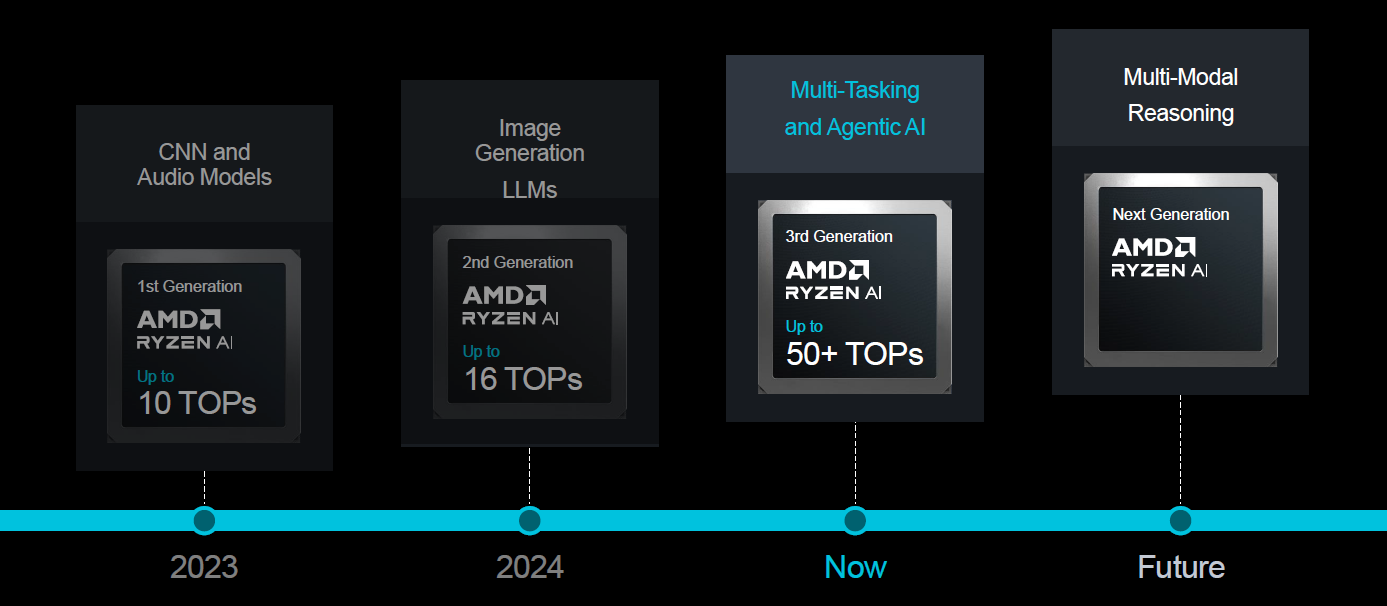 CNN and
Audio Models
1st Generation
AMD
RYZEN AI
Up to
10 TOPs
2023
Image
Generation
LLMs
2nd Generation
AMD
RYZEN AI
Up to
16 TOPs
2024
Multi-Tasking
and Agentic AI
3rd Generation
AMD
RYZEN AI
Up to
50+ TOPs
Now
Multi-Modal
Reasoning
Next Generation
AMD
RYZEN AI
Future